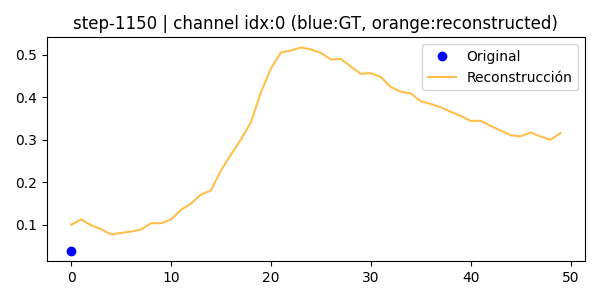 step-1150 | channel idx:0 (blue:GT, orange:reconstructed)
Original
Reconstrucción
0.5
0.4
0.3
0.2
0.1
0 10 20 30 40 50